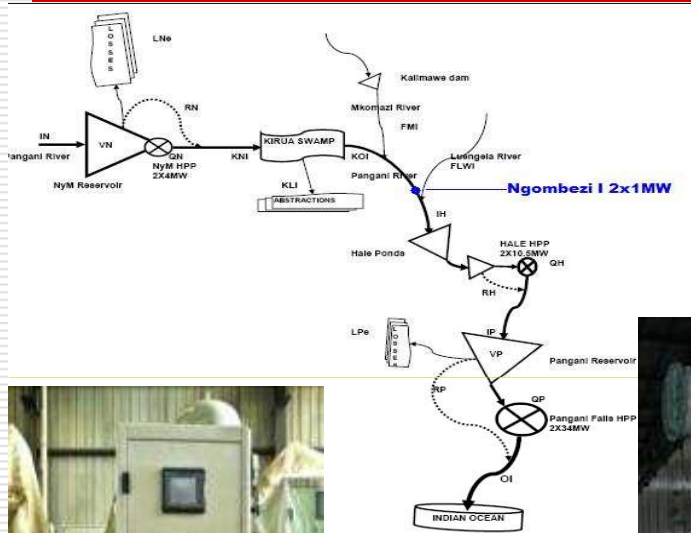 LOSSES
LNe
Kalimawe dam
RN
Mkomazi River
FMI
IN
VN
KIRUA SWAMP
Luengela River
FLWI
Pangani River
QN
KNI
KOI
NyM HPP
2X4MW
Pangani River
NyM Reservoir
KLI
Ngombezi I 2x1MW
ABSTRACTIONS
IH
HALE HPP
2X10.5MW
Hale Ponds
QH
RH
LPe
LOSSES
IP
VP
Pangani Reservoir
RP
QP
Pangani Falls HPP
2X34MW
OI
INDIAN OCEAN